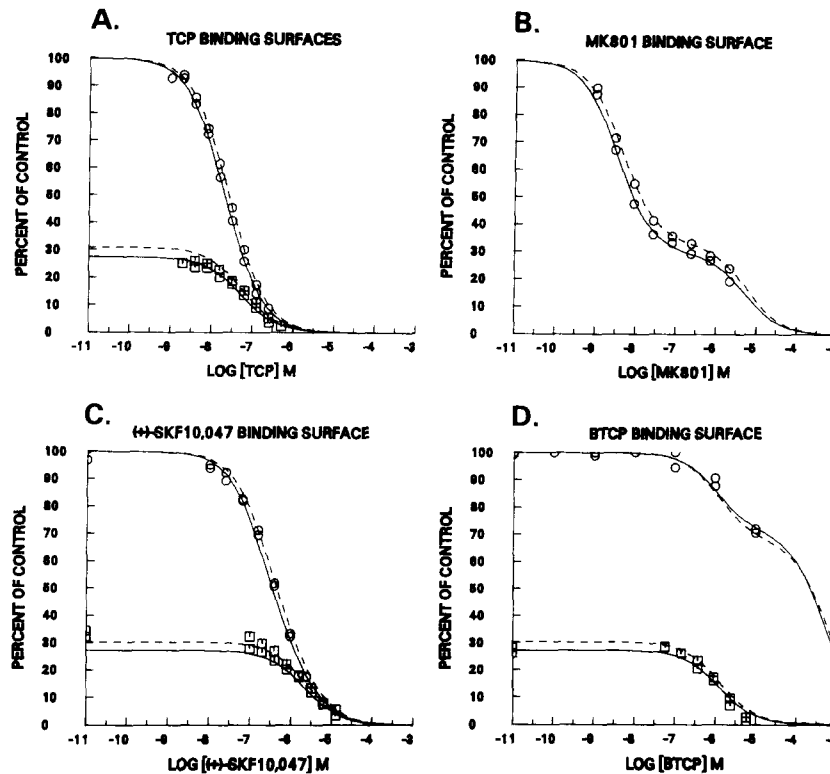 A.
TCP BINDING SURFACES
PERCENT OF CONTROL
100
90
80
70
60
50
40
30
20
10
0
-11 -10 -9 -8 -7 -6 -5 -4 -3
LOG [TCP] M
B.
MK801 BINDING SURFACE
PERCENT OF CONTROL
100
90
80
70
60
50
40
30
20
10
0
-11 -10 -9 -8 -7 -6 -5 -4 -3
LOG [MK801] M
C.
(+)-SKF10,047 BINDING SURFACE
PERCENT OF CONTROL
100
90
80
70
60
50
40
30
20
10
0
-11 -10 -9 -8 -7 -6 -5 -4 -3
LOG [(+)-SKF10,047] M
D.
BTCP BINDING SURFACE
PERCENT OF CONTROL
100
90
80
70
60
50
40
30
20
10
0
-11 -10 -9 -8 -7 -6 -5 -4 -3
LOG [BTCP] M